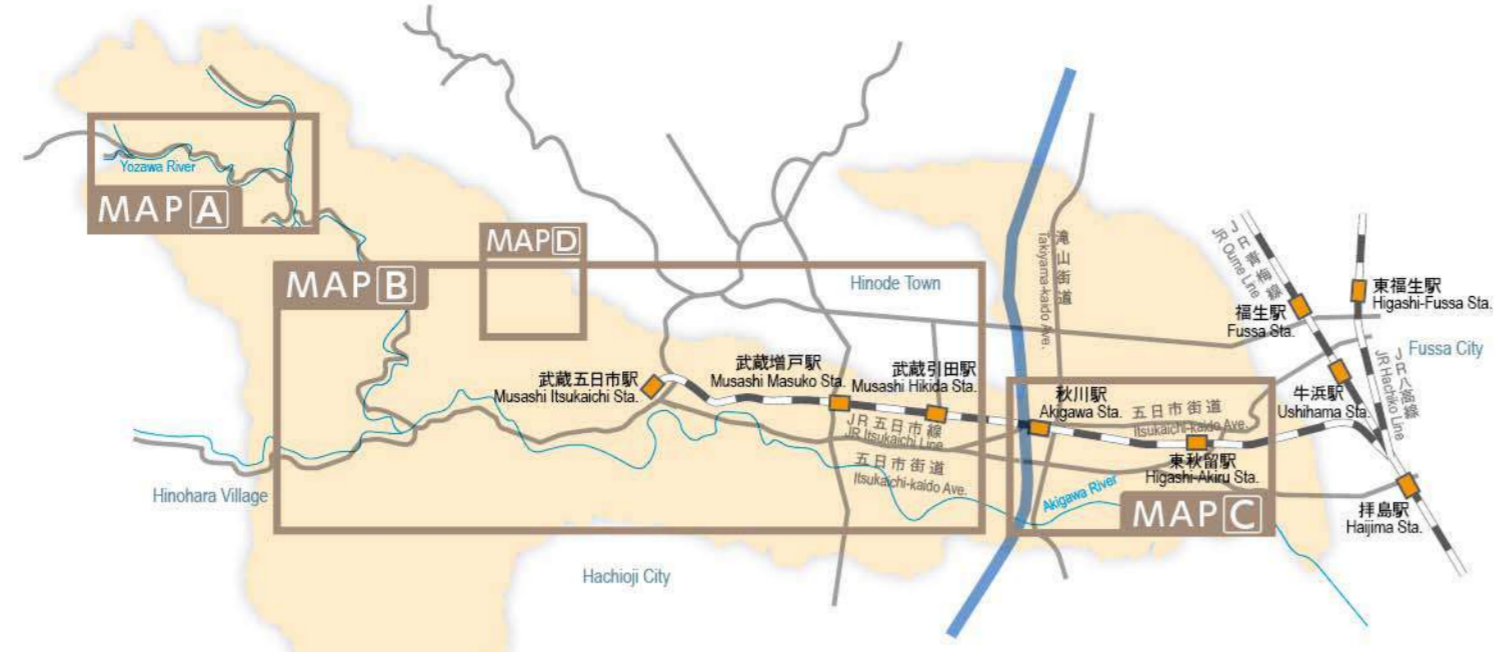 Yozawa River
MAP A
MAP D
MAP B
Hinode Town
滝山街道
Takiyama-kaido Ave.
JR青梅線
JR Oume Line
東福生駅
Higashi-Fussa Sta.
福生駅
Fussa Sta.
Fussa City
JR八高線
JR Hachiko Line
武蔵五日市駅
Musashi Itsukaichi Sta.
武蔵増戸駅
Musashi Masuko Sta.
武蔵引田駅
Musashi Hikida Sta.
秋川駅
Akigawa Sta.
五日市街道
Itsukaichi-kaido Ave.
牛浜駅
Ushihama Sta.
JR五日市線
JR Itsukaichi Line
五日市街道
Itsukaichi-kaido Ave.
東秋留駅
Higashi-Akiru Sta.
Hinohara Village
Akigawa River
MAP C
拝島駅
Haijima Sta.
Hachioji City